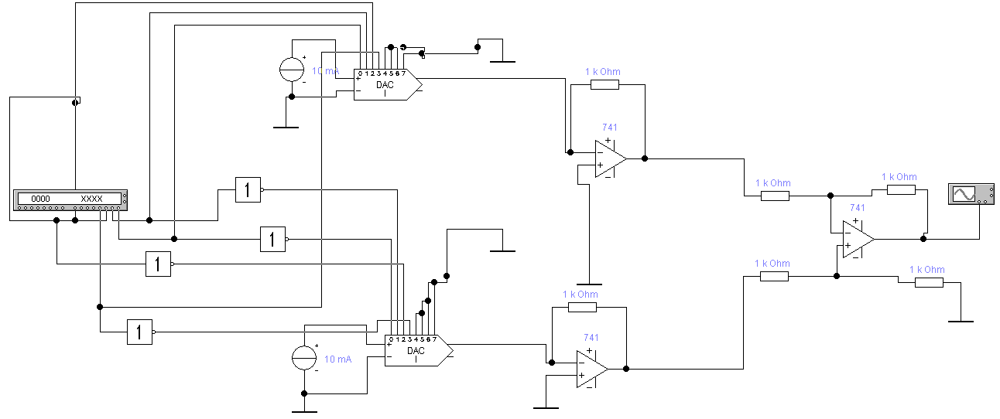 10 mA
0 1 2 3 4 5 6 7
+ DAC
− I
1 k Ohm
741
+
−
+
−
0000 XXXX
1
1
1
1
1 k Ohm
1 k Ohm
741
+
−
+
−
1 k Ohm
1 k Ohm
1 k Ohm
741
+
−
+
−
10 mA
0 1 2 3 4 5 6 7
+ DAC
− I